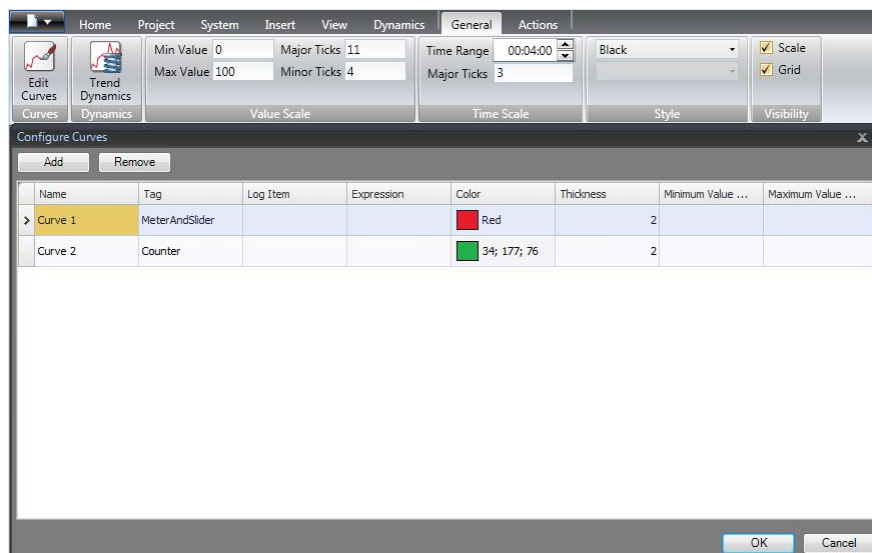 Home Project System Insert View Dynamics General Actions
Min Value 0 Major Ticks 11 Time Range 00:04:00 Black Scale
Max Value 100 Minor Ticks 4 Major Ticks 3 Grid
Edit Curves
Trend Dynamics
Curves Dynamics Value Scale Time Scale Style Visibility
Configure Curves X
Add Remove
Name Tag Log Item Expression Color Thickness Minimum Value ... Maximum Value ...
> Curve 1 MeterAndSlider Red 2
Curve 2 Counter 34; 177; 76 2
OK Cancel